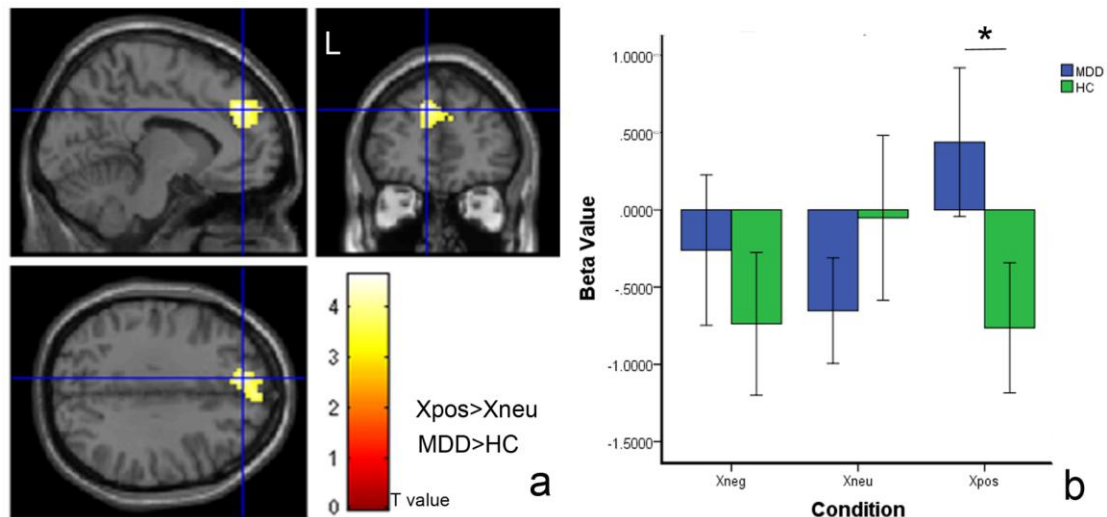 L
4
3
2
1
0
T value
Xpos>Xneu
MDD>HC
a
*
MDD
HC
1.0000
.5000
.0000
-.5000
-1.0000
-1.5000
Beta Value
Xneg
Xneu
Xpos
Condition
b